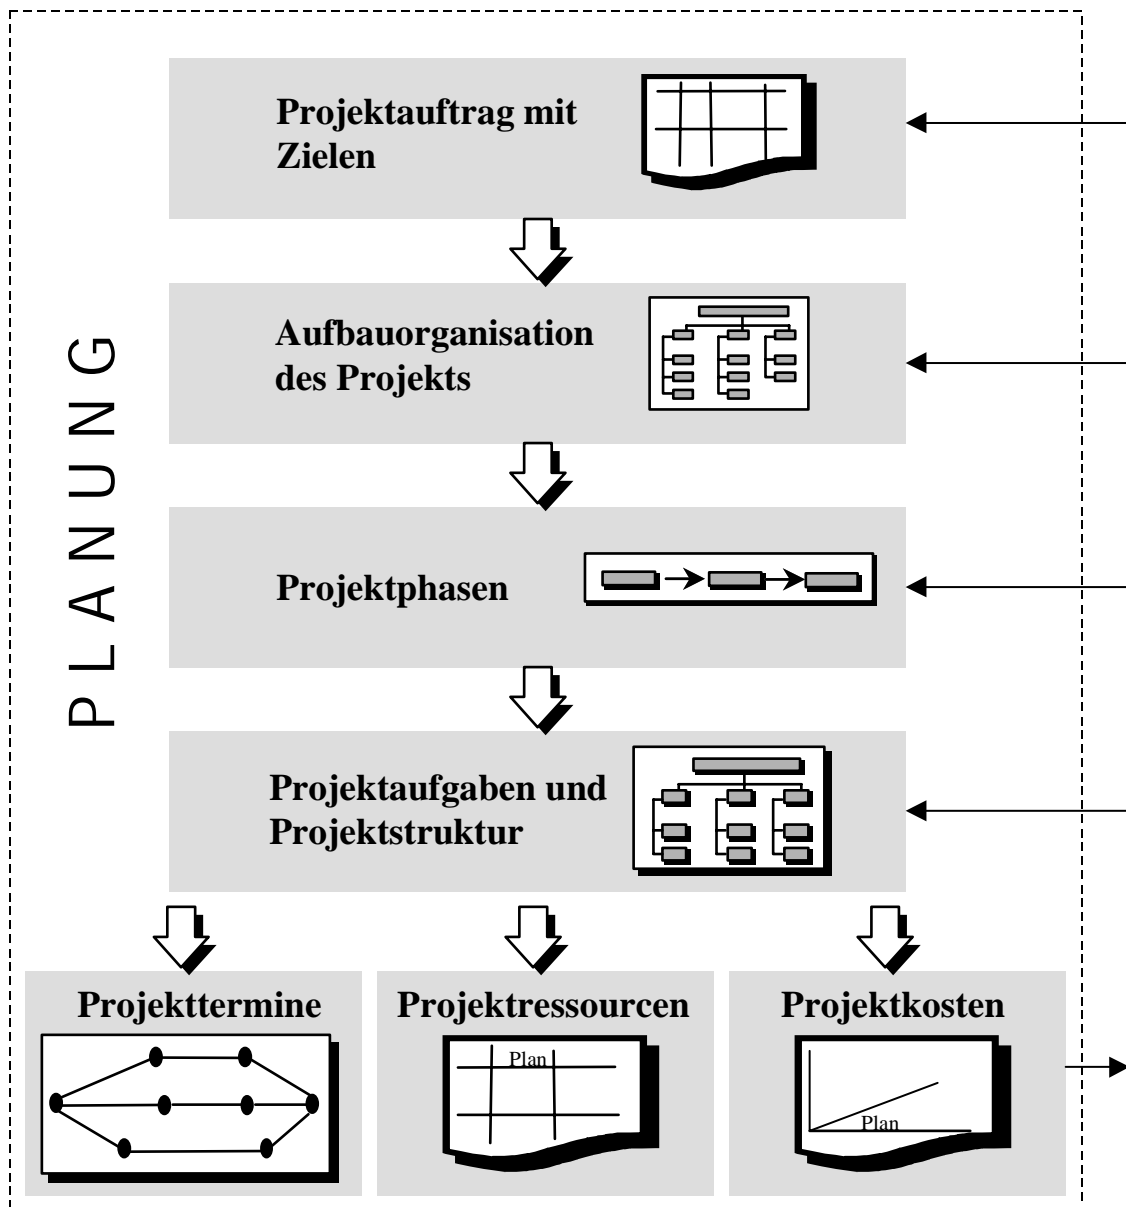 Projektauftrag mit
Zielen
PLANUNG
Aufbauorganisation
des Projekts
Projektphasen
Projektaufgaben und
Projektstruktur
Projekttermine
Projektressourcen
Plan
Projektkosten
Plan